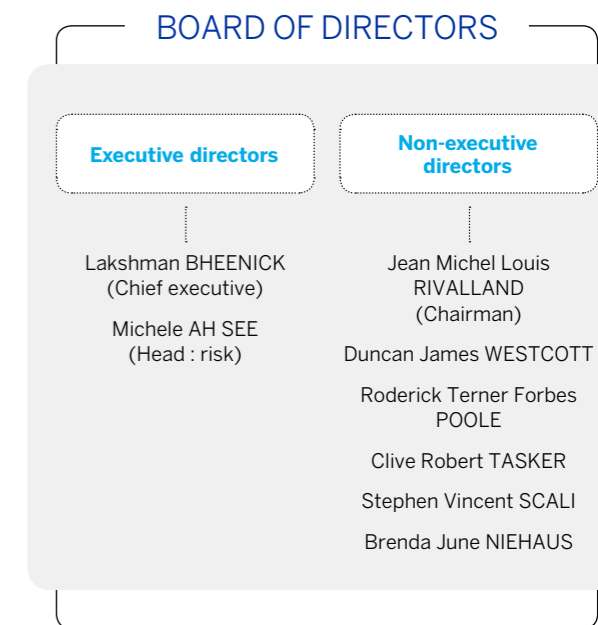 BOARD OF DIRECTORS
Executive directors
Lakshman BHEENICK
(Chief executive)
Michele AH SEE
(Head : risk)
Non-executive
directors
Jean Michel Louis
RIVALLAND
(Chairman)
Duncan James WESTCOTT
Roderick Terner Forbes
POOLE
Clive Robert TASKER
Stephen Vincent SCALI
Brenda June NIEHAUS